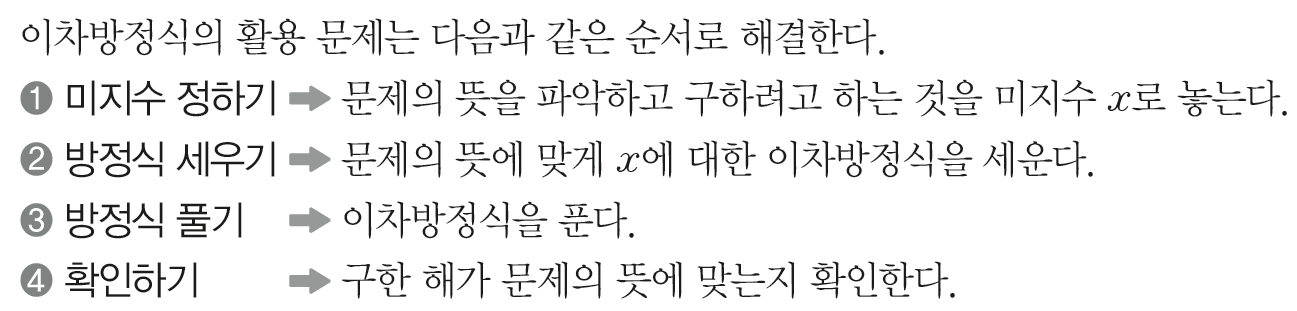 이차방정식의 활용 문제는 다음과 같은 순서로 해결한다.
❶ 미지수 정하기 ➡ 문제의 뜻을 파악하고 구하려고 하는 것을 미지수 x로 놓는다.
❷ 방정식 세우기 ➡ 문제의 뜻에 맞게 x에 대한 이차방정식을 세운다.
❸ 방정식 풀기 ➡ 이차방정식을 푼다.
❹ 확인하기 ➡ 구한 해가 문제의 뜻에 맞는지 확인한다.